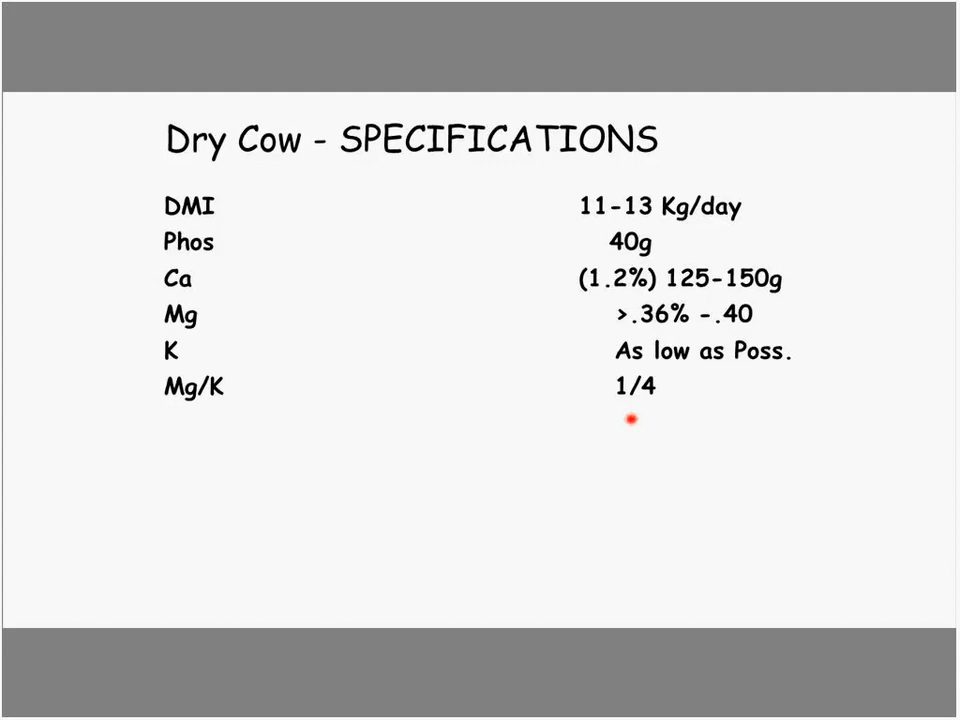 Dry Cow - SPECIFICATIONS
DMI 11-13 Kg/day
Phos 40g
Ca (1.2%) 125-150g
Mg >.36% -.40
K As low as Poss.
Mg/K 1/4